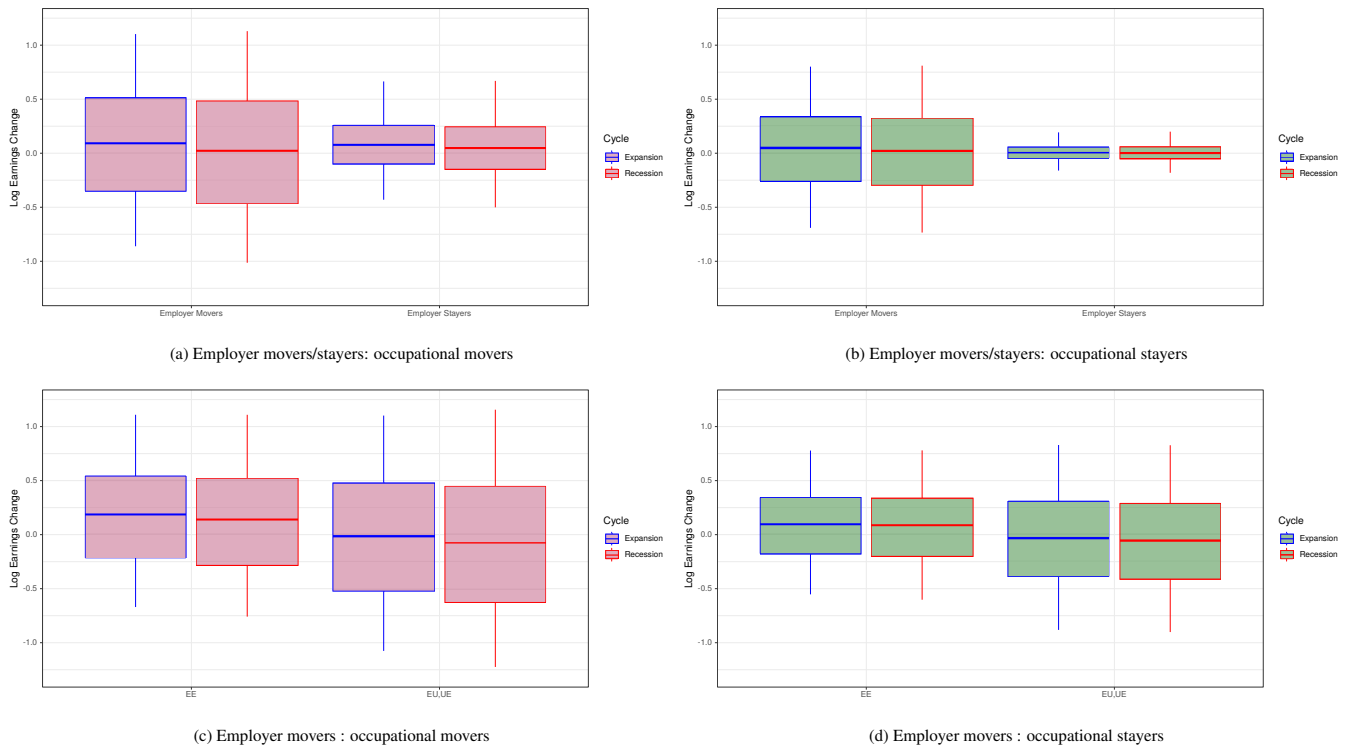 Log Earnings Change
1.0
0.5
0.0
-0.5
-1.0
Employer Movers Employer Stayers
Cycle
Expansion
Recession
(a) Employer movers/stayers: occupational movers
Log Earnings Change
1.0
0.5
0.0
-0.5
-1.0
Employer Movers Employer Stayers
Cycle
Expansion
Recession
(b) Employer movers/stayers: occupational stayers
Log Earnings Change
1.0
0.5
0.0
-0.5
-1.0
EE EU,UE
Cycle
Expansion
Recession
(c) Employer movers : occupational movers
Log Earnings Change
1.0
0.5
0.0
-0.5
-1.0
EE EU,UE
Cycle
Expansion
Recession
(d) Employer movers : occupational stayers